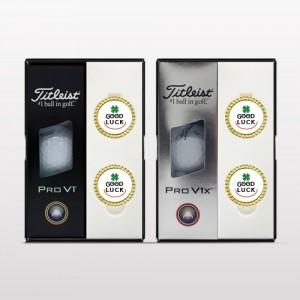 Titleist
#1 ball in golf.
GOOD
LUCK
GOOD
LUCK
PRO V1
Titleist
#1 ball in golf.
GOOD
LUCK
GOOD
LUCK
PRO V1x